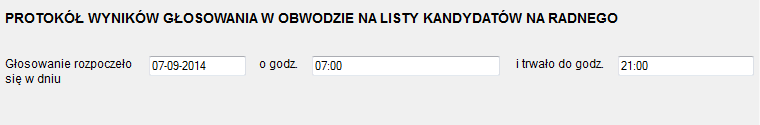 PROTOKÓŁ WYNIKÓW GŁOSOWANIA W OBWODZIE NA LISTY KANDYDATÓW NA RADNEGO
Głosowanie rozpoczeło 07-09-2014 o godz. 07:00 i trwało do godz. 21:00
się w dniu